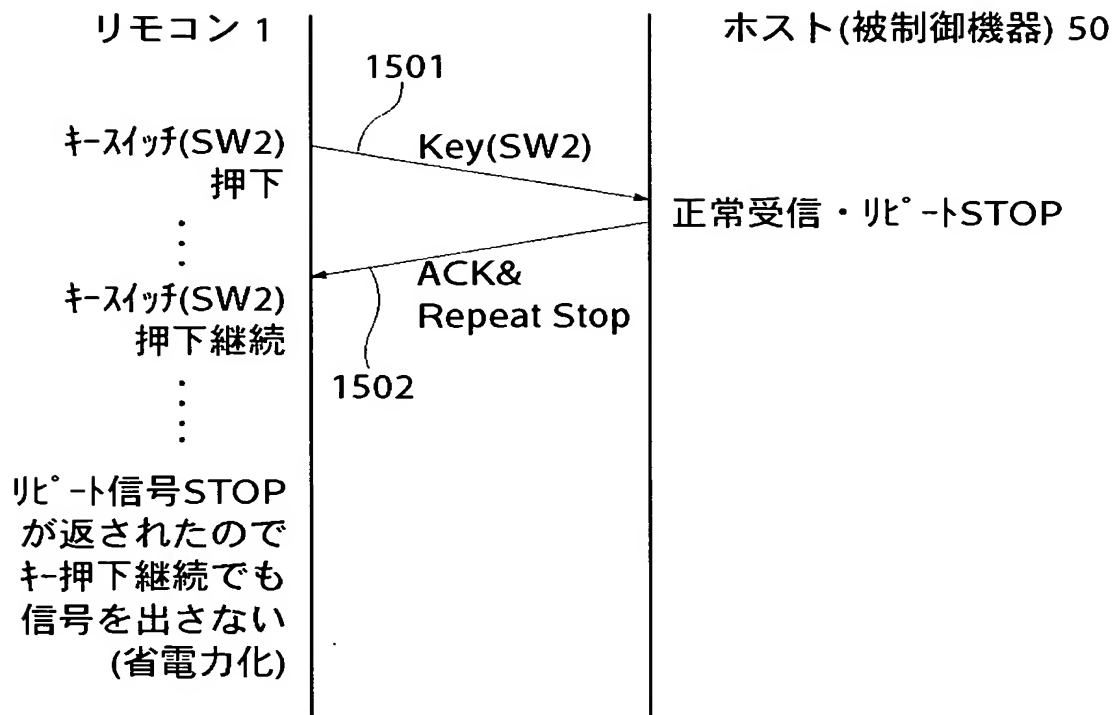 リモコン 1
ホスト(被制御機器) 50
1501
ｷｰｽｲｯﾁ(SW2)
押下
Key(SW2)
正常受信・ﾘﾋﾟｰﾄSTOP
ACK&
Repeat Stop
ｷｰｽｲｯﾁ(SW2)
押下継続
1502
ﾘﾋﾟｰﾄ信号STOP
が返されたので
ｷｰ押下継続でも
信号を出さない
(省電力化)